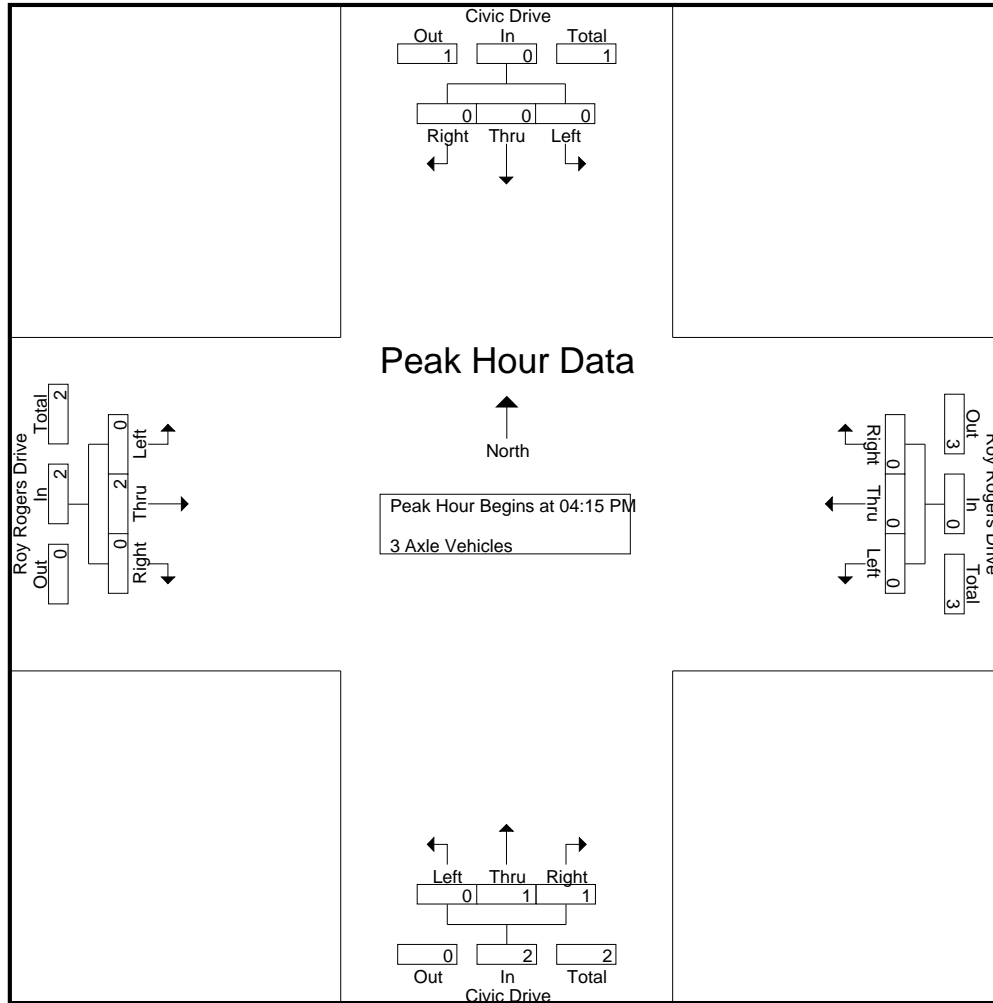 Civic Drive
Out In Total
1 0 1
0 0 0
Right Thru Left
Peak Hour Data
North
Peak Hour Begins at 04:15 PM
3 Axle Vehicles
Roy Rogers Drive
Total In Out
2 2 0
0 2 0
Left Thru Right
Right Thru Left
0 0 0
Out In Total
3 0 3
Roy Rogers Drive
Left Thru Right
0 1 1
0 2 2
Out In Total
Civic Drive